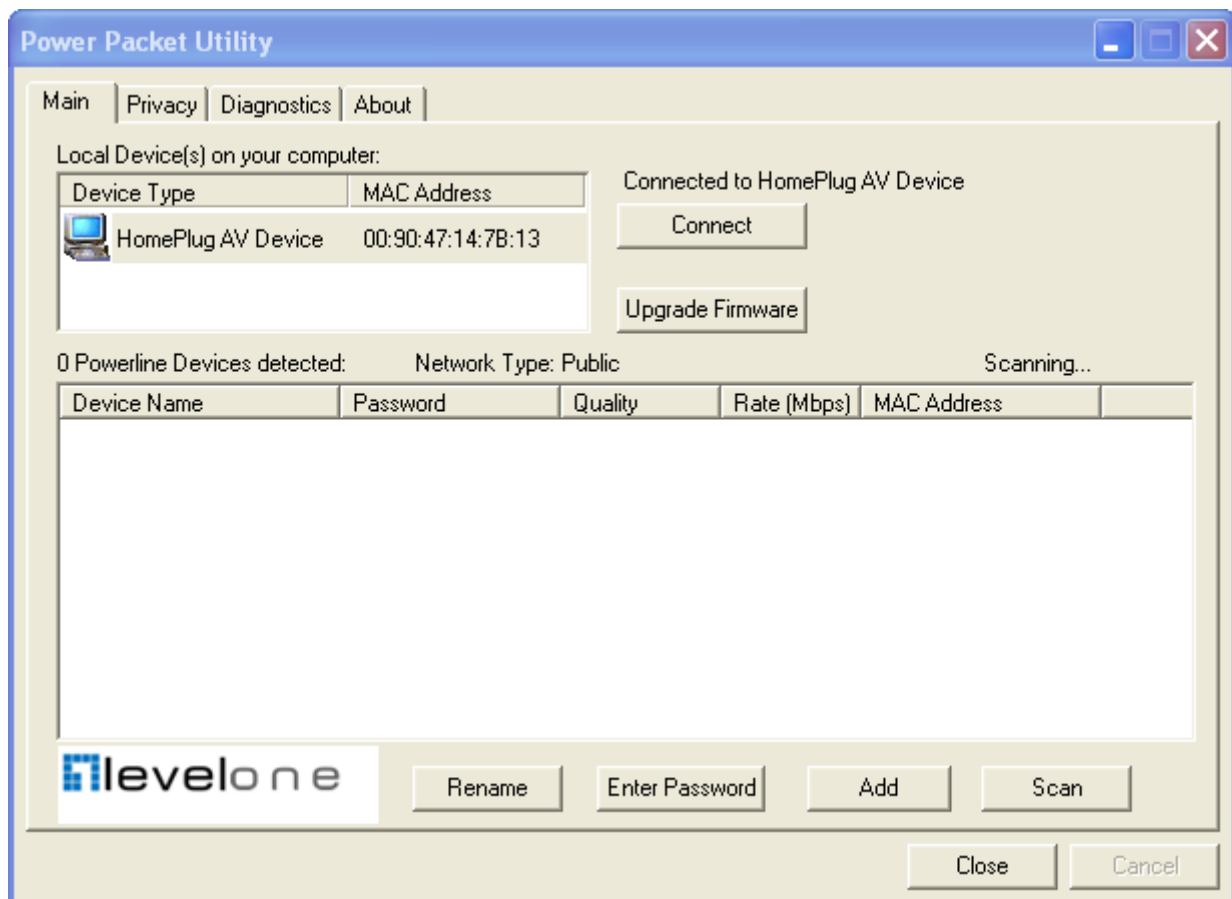 Power Packet Utility
Main Privacy Diagnostics About
Local Device(s) on your computer:
Device Type MAC Address
HomePlug AV Device 00:90:47:14:7B:13
Connected to HomePlug AV Device
Connect
Upgrade Firmware
0 Powerline Devices detected: Network Type: Public Scanning...
Device Name Password Quality Rate (Mbps) MAC Address
levelone Rename Enter Password Add Scan
Close Cancel